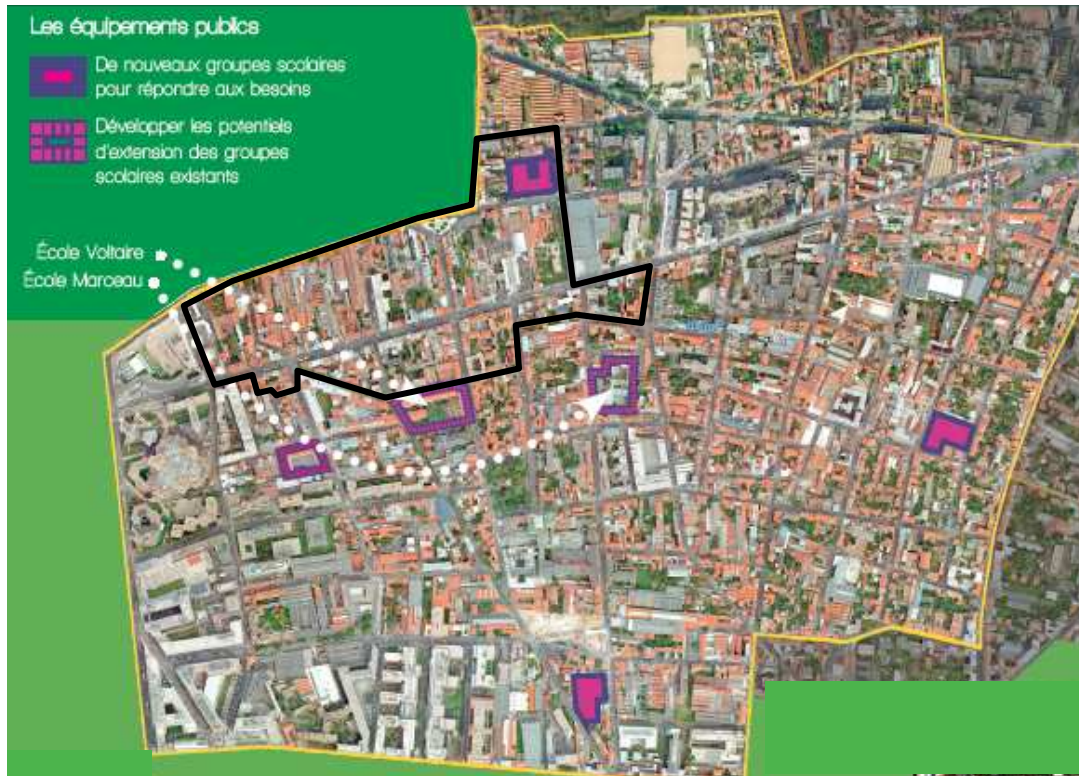 Les équipements publics
De nouveaux groupes scolaires
pour répondre aux besoins
Développer les potentiels
d'extension des groupes
scolaires existants
École Voltaire
École Marceau